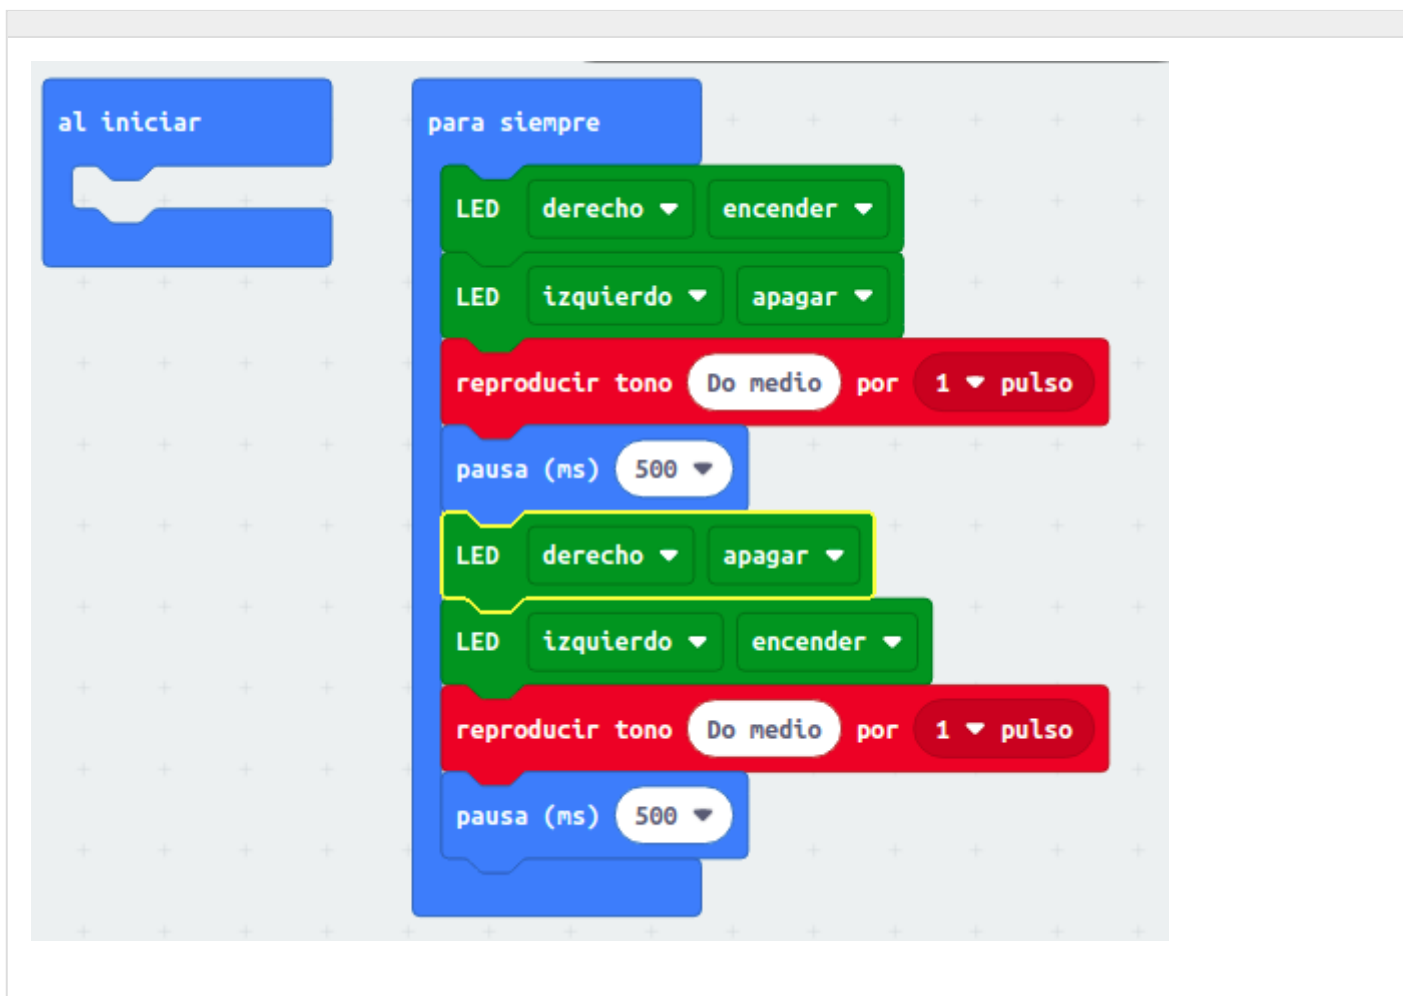 al iniciar
para siempre
LED derecho encender
LED izquierdo apagar
reproducir tono Do medio por 1 pulso
pausa (ms) 500
LED derecho apagar
LED izquierdo encender
reproducir tono Do medio por 1 pulso
pausa (ms) 500